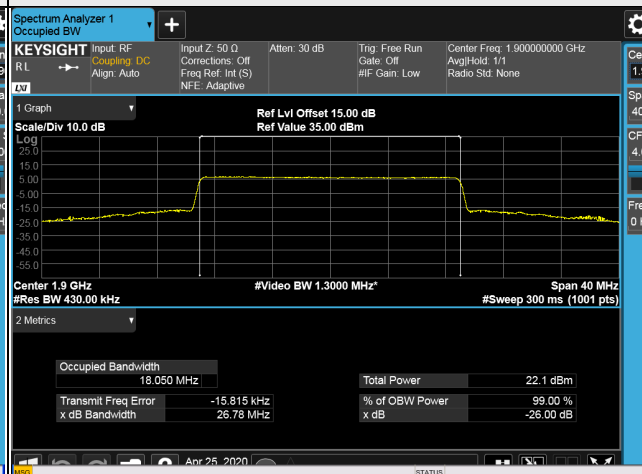 Spectrum Analyzer 1
Occupied BW
+
KEYSIGHT Input: RF Input Z: 50 Ω Atten: 30 dB Trig: Free Run Center Freq: 1.900000000 GHz
RL Coupling: DC Corrections: Off Gate: Off Avg|Hold: 1/1
Align: Auto Freq Ref: Int (S) #IF Gain: Low Radio Std: None
LXI NFE: Adaptive
1 Graph
Ref Lvl Offset 15.00 dB
Scale/Div 10.0 dB Ref Value 35.00 dBm
Log
25.0
15.0
5.00
-5.00
-15.0
-25.0
-35.0
-45.0
-55.0
Center 1.9 GHz #Video BW 1.3000 MHz* Span 40 MHz
#Res BW 430.00 kHz #Sweep 300 ms (1001 pts)
2 Metrics
Occupied Bandwidth
18.050 MHz Total Power 22.1 dBm
Transmit Freq Error -15.815 kHz % of OBW Power 99.00 %
x dB Bandwidth 26.78 MHz x dB -26.00 dB
Apr 25, 2020
MSG STATUS